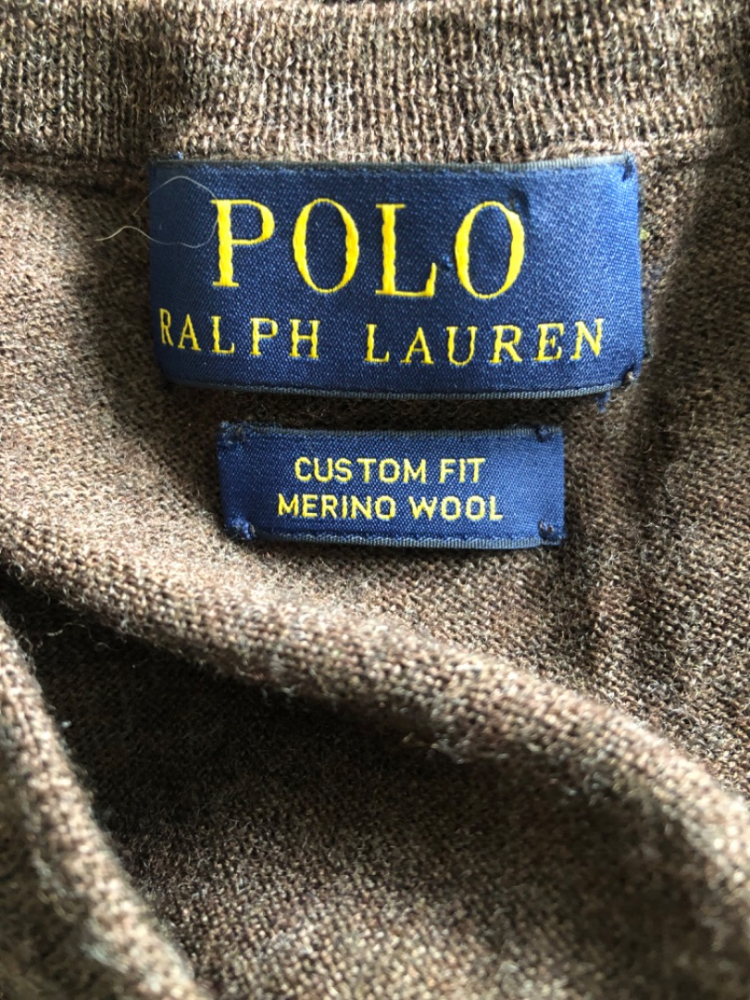 POLO
RALPH LAUREN
CUSTOM FIT
MERINO WOOL